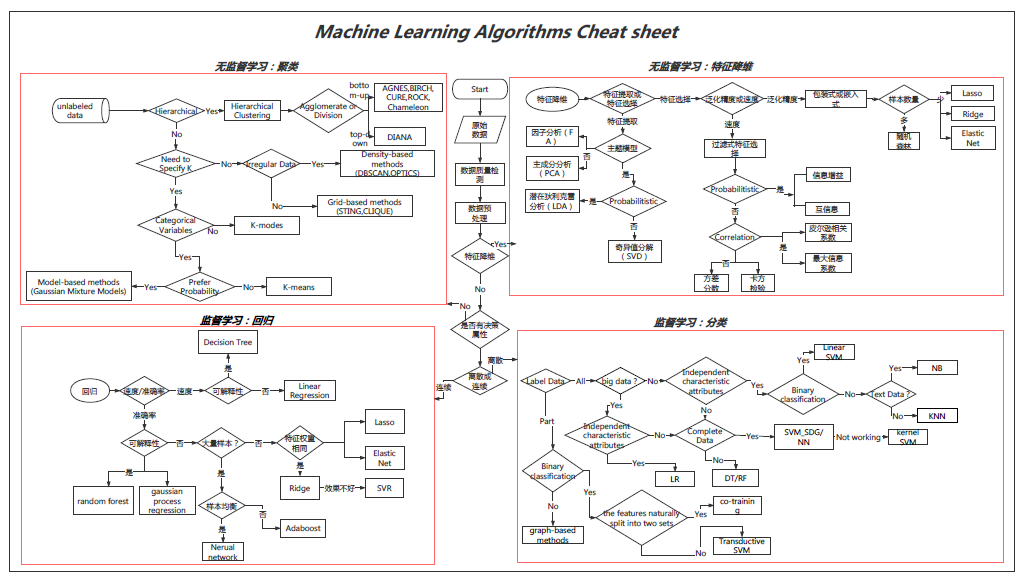 Machine Learning Algorithms Cheat sheet
无监督学习：聚类
unlabeled
data
Hierarchical
Yes
Hierarchical
Clustering
Agglomerate or
Division
botto
m-up
AGNES,BIRCH,
CURE,ROCK,
Chameleon
top-d
own
DIANA
No
Need to
Specify K
No
Irregular Data
Yes
Density-based
methods
(DBSCAN,OPTICS)
No
Grid-based methods
(STING,CLIQUE)
Yes
Categorical
Variables
No
K-modes
Yes
Prefer
Probability
Yes
Model-based methods
(Gaussian Mixture Models)
No
K-means
Start
原始
数据
数据质量检
测
数据预
处理
特征降维
Yes
No
是否有决策
属性
No
离散或
连续
离散
连续
无监督学习：特征降维
特征降维
特征提取或
特征选择
特征选择
泛化精度或速度
泛化精度
包装式或嵌入
式
样本数量
少
Lasso
Ridge
Elastic
Net
多
随机
森林
特征提取
主题模型
否
因子分析（F
A）
主成分分析
（PCA）
是
Probabilitistic
是
潜在狄利克雷
分析（LDA）
否
奇异值分解
（SVD）
速度
过滤式特征选
择
Probabilitistic
是
信息增益
互信息
否
Correlation
是
皮尔逊相关
系数
最大信息
系数
否
方差
分数
卡方
检验
监督学习：回归
回归
速度/准确率
速度
可解释性
是
Decision Tree
否
Linear
Regression
准确率
可解释性
是
random forest
gaussian
process
regression
否
大量样本？
否
特征权重
相同
Lasso
Elastic
Net
是
Ridge
效果不好
SVR
是
样本均衡
否
Adaboost
是
Nerual
network
监督学习：分类
Label Data
All
big data？
No
Independent
characteristic
attributes
Yes
Binary
classification
Yes
Linear
SVM
No
Text Data？
Yes
NB
No
KNN
Yes
Independent
characteristic
attributes
No
Complete
Data
No
Yes
SVM_SDG/
NN
Not working
kernel
SVM
Yes
LR
No
DT/RF
Part
Binary
classification
No
graph-based
methods
Yes
the features naturally
split into two sets
Yes
co-trainin
g
No
Transductive
SVM